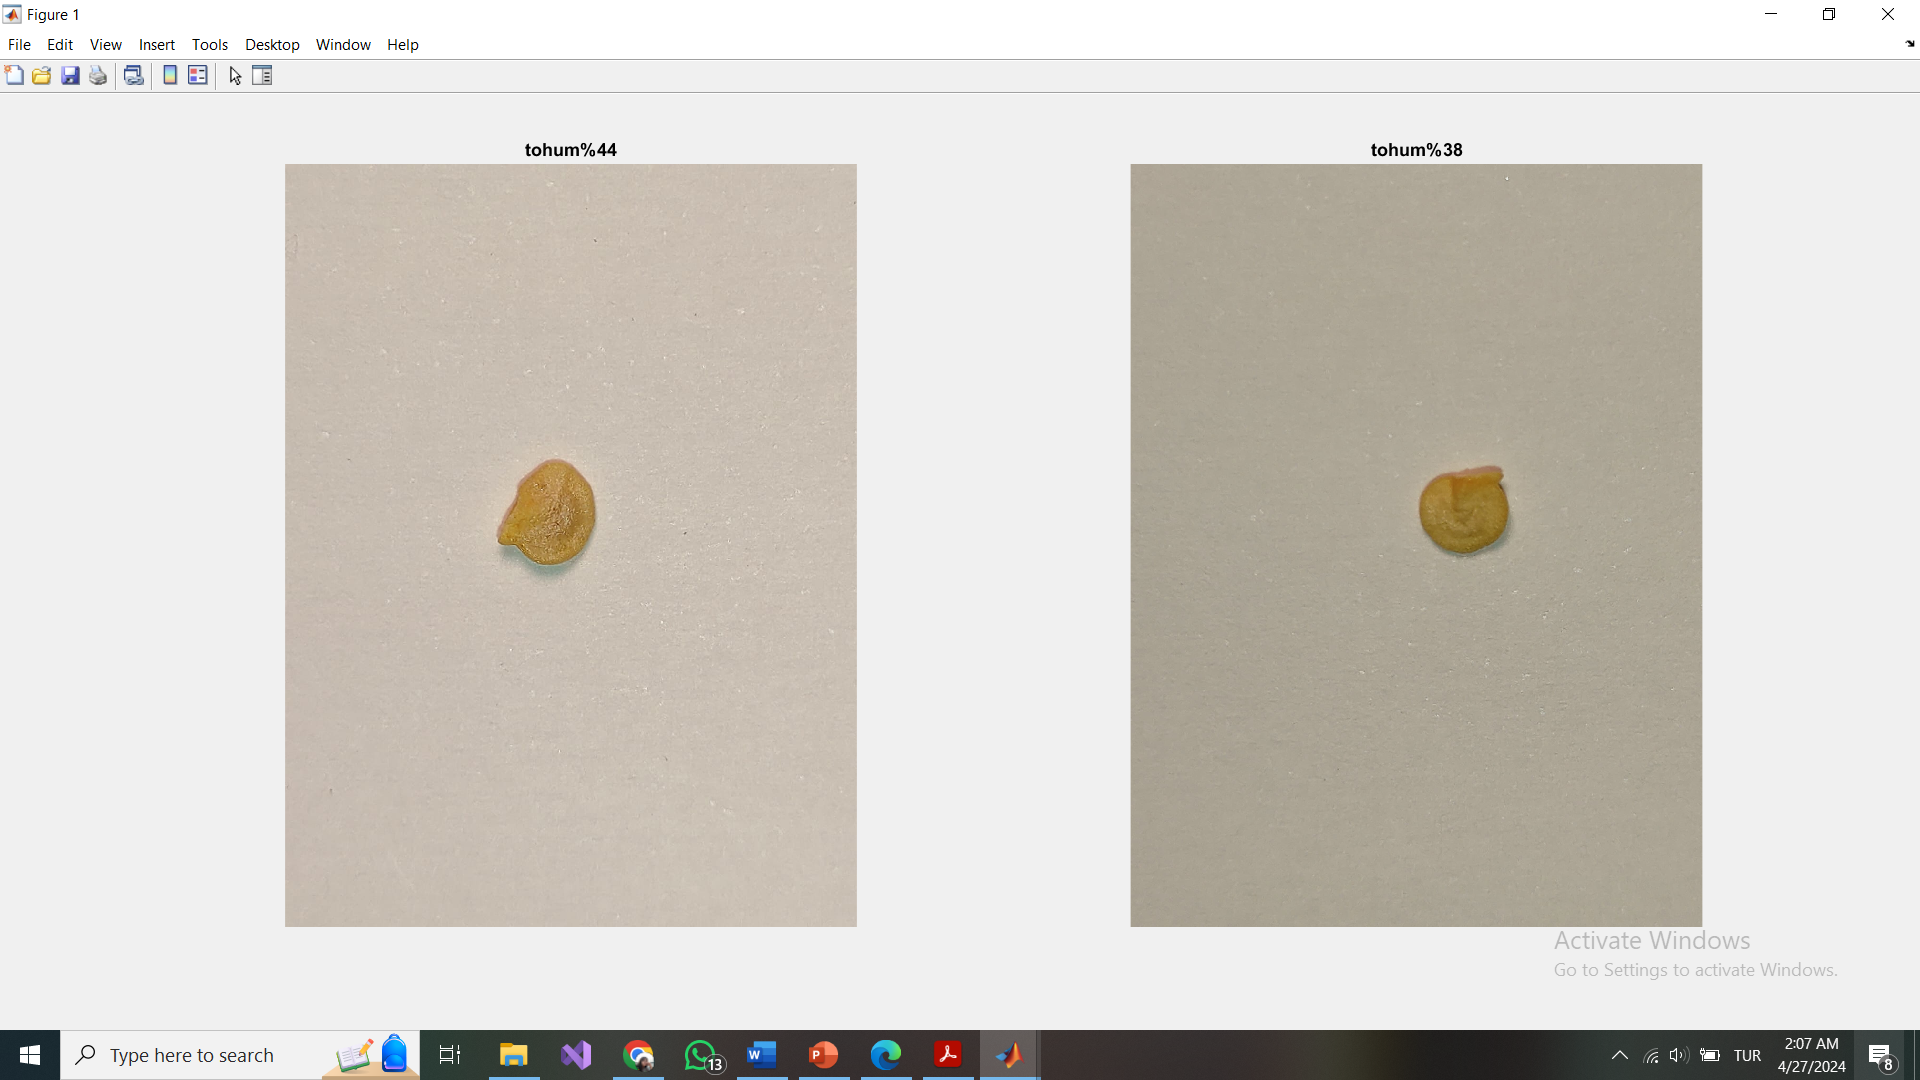 Figure 1
File Edit View Insert Tools Desktop Window Help
tohum%44
tohum%38
Activate Windows
Go to Settings to activate Windows.
Type here to search
13
W
P
TUR
2:07 AM
4/27/2024
8